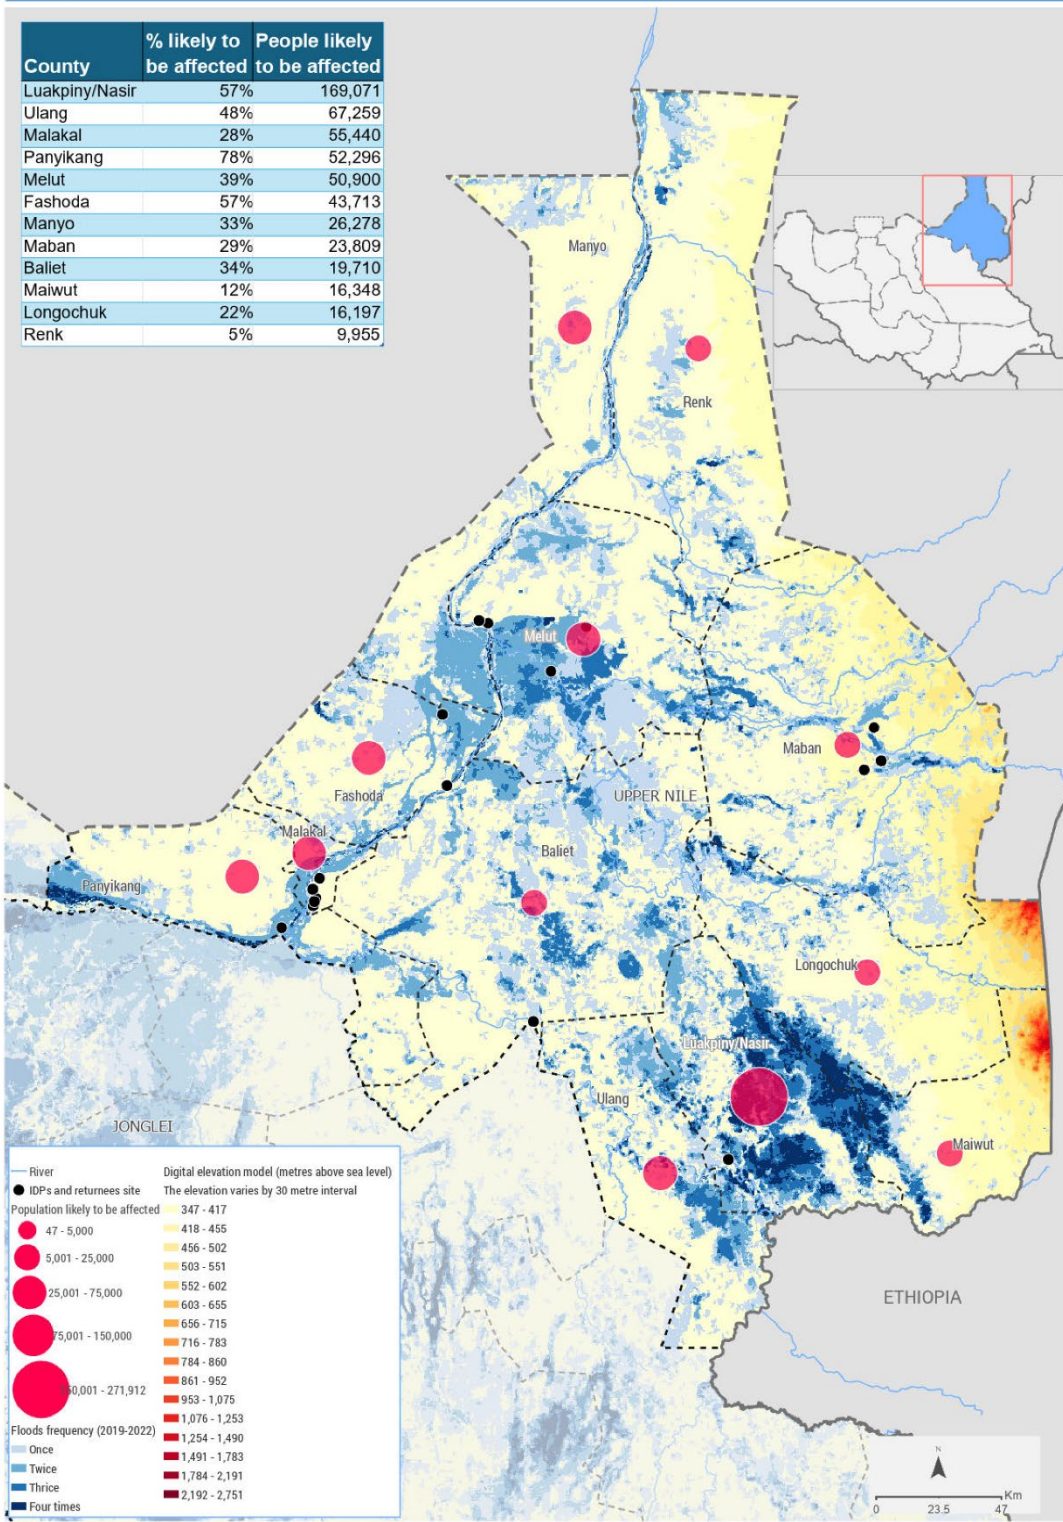 County % likely to be affected People likely to be affected
Luakpiny/Nasir 57% 169,071
Ulang 48% 67,259
Malakal 28% 55,440
Panyikang 78% 52,296
Melut 39% 50,900
Fashoda 57% 43,713
Manyo 33% 26,278
Maban 29% 23,809
Baliet 34% 19,710
Maiwut 12% 16,348
Longochuk 22% 16,197
Renk 5% 9,955
Manyo
Renk
Melut
Maban
UPPER NILE
Fashoda
Malakal
Baliet
Panyikang
Longochuk
Luakpiny/Nasir
Ulang
JONGLEI
Maiwut
ETHIOPIA
River
IDPs and returnees site
Population likely to be affected
47 - 5,000
5,001 - 25,000
25,001 - 75,000
75,001 - 150,000
50,001 - 271,912
Floods frequency (2019-2022)
Once
Twice
Thrice
Four times
Digital elevation model (metres above sea level)
The elevation varies by 30 metre interval
347 - 417
418 - 455
456 - 502
503 - 551
552 - 602
603 - 655
656 - 715
716 - 783
784 - 860
861 - 952
953 - 1,075
1,076 - 1,253
1,254 - 1,490
1,491 - 1,783
1,784 - 2,191
2,192 - 2,751
N
Km
0 23.5 47